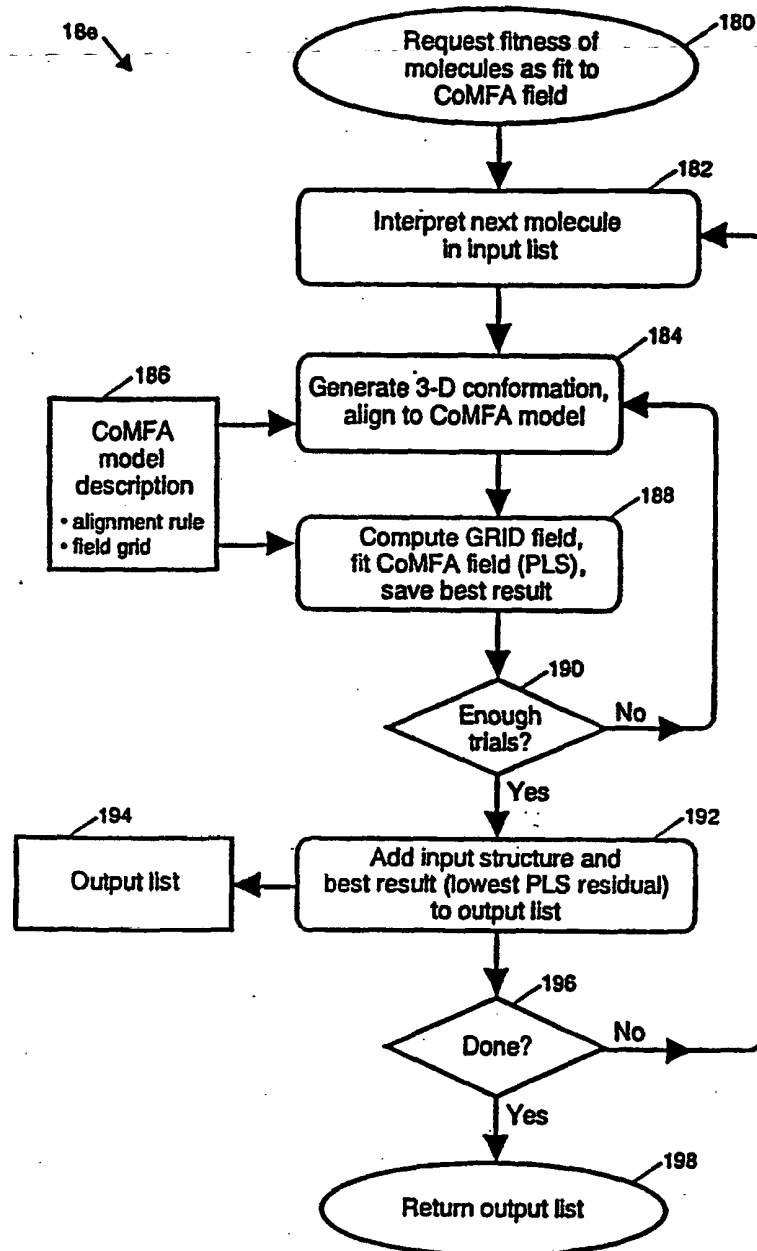 18e
180
Request fitness of
molecules as fit to
CoMFA field
182
Interpret next molecule
in input list
184
Generate 3-D conformation,
align to CoMFA model
186
CoMFA
model
description
• alignment rule
• field grid
188
Compute GRID field,
fit CoMFA field (PLS),
save best result
190
Enough
trials?
No
Yes
192
Add input structure and
best result (lowest PLS residual)
to output list
194
Output list
196
Done?
No
Yes
198
Return output list